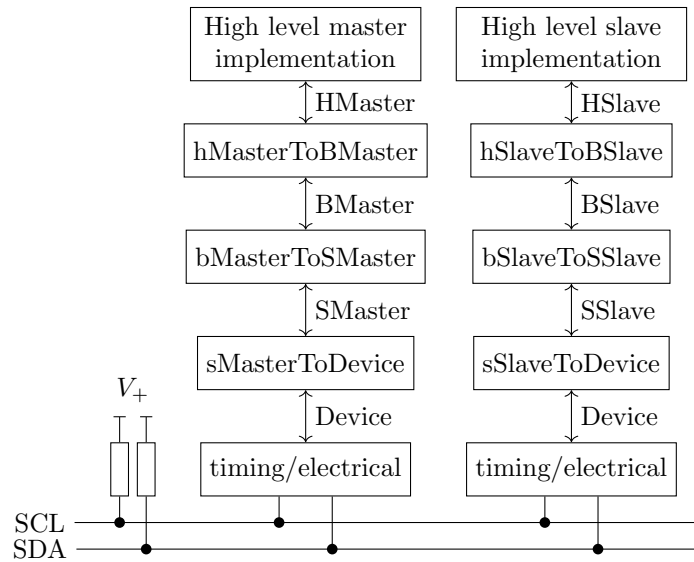 High level master
implementation
High level slave
implementation
HMaster
HSlave
hMasterToBMaster
hSlaveToBSlave
BMaster
BSlave
bMasterToSMaster
bSlaveToSSlave
SMaster
SSlave
sMasterToDevice
sSlaveToDevice
V+
Device
Device
timing/electrical
timing/electrical
SCL
SDA